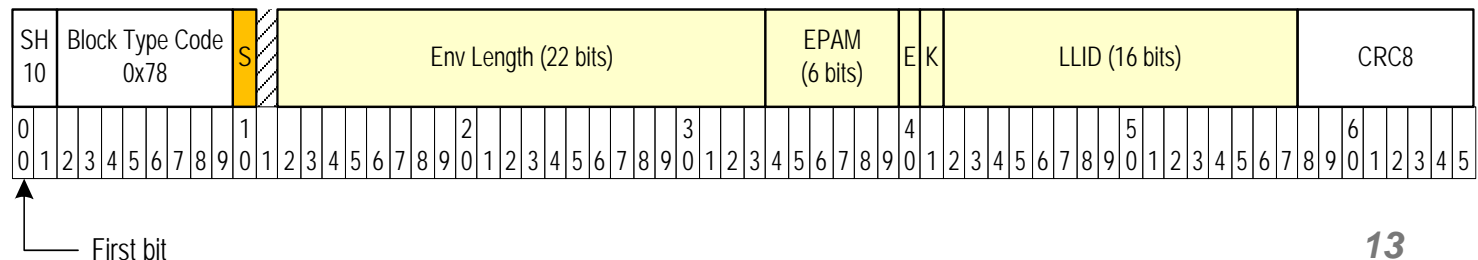 SH
10
Block Type Code
0x78
S
Env Length (22 bits)
EPAM
(6 bits)
E
K
LLID (16 bits)
CRC8
0 1 2 3 4 5 6
0 1 2 3 4 5 6 7 8 9 0 1 2 3 4 5 6 7 8 9 0 1 2 3 4 5 6 7 8 9 0 1 2 3 4 5 6 7 8 9 0 1 2 3 4 5 6 7 8 9 0 1 2 3 4 5 6 7 8 9 0 1 2 3 4 5
First bit
13